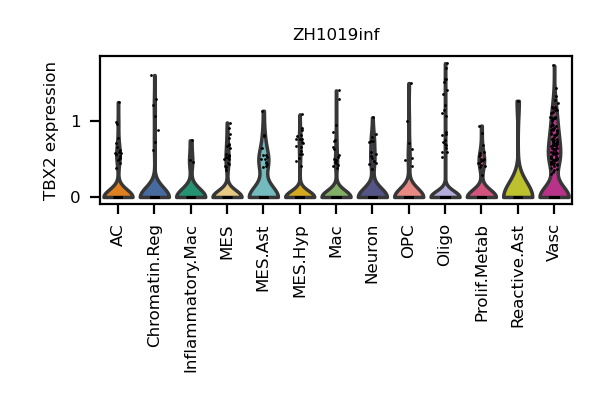 ZH1019inf
TBX2 expression
1
0
AC
Chromatin.Reg
Inflammatory.Mac
MES
MES.Ast
MES.Hyp
Mac
Neuron
OPC
Oligo
Prolif.Metab
Reactive.Ast
Vasc